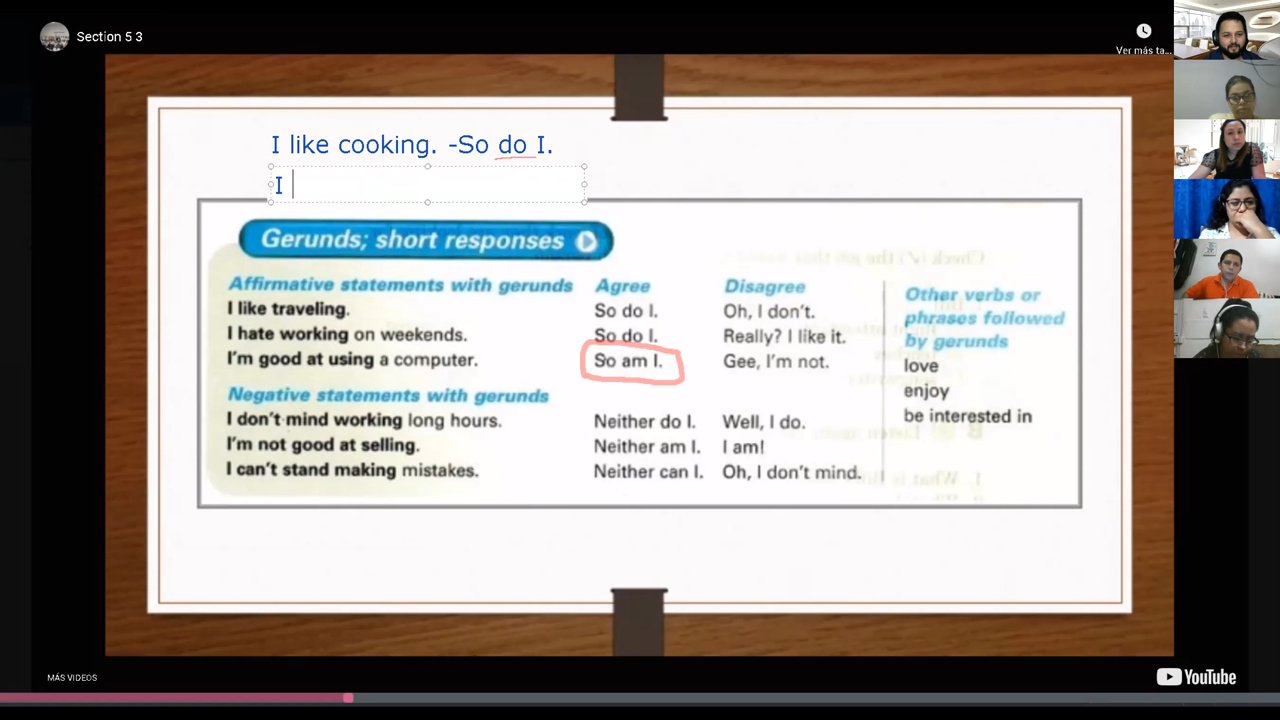 Section 5 3
Ver más ta...
I like cooking. -So do I.
I
Gerunds; short responses
Affirmative statements with gerunds Agree Disagree
I like traveling. So do I. Oh, I don't.
I hate working on weekends. So do I. Really? I like it.
I'm good at using a computer. So am I. Gee, I'm not.
Negative statements with gerunds
I don't mind working long hours. Neither do I. Well, I do.
I'm not good at selling. Neither am I. I am!
I can't stand making mistakes. Neither can I. Oh, I don't mind.
Other verbs or
phrases followed
by gerunds
love
enjoy
be interested in
MÁS VIDEOS
YouTube